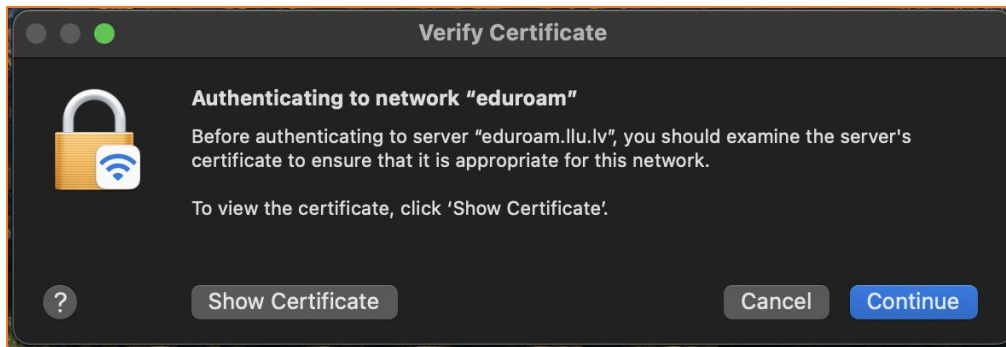 Verify Certificate
Authenticating to network “eduroam”
Before authenticating to server “eduroam.llu.lv”, you should examine the server's
certificate to ensure that it is appropriate for this network.
To view the certificate, click ‘Show Certificate’.
?
Show Certificate
Cancel
Continue